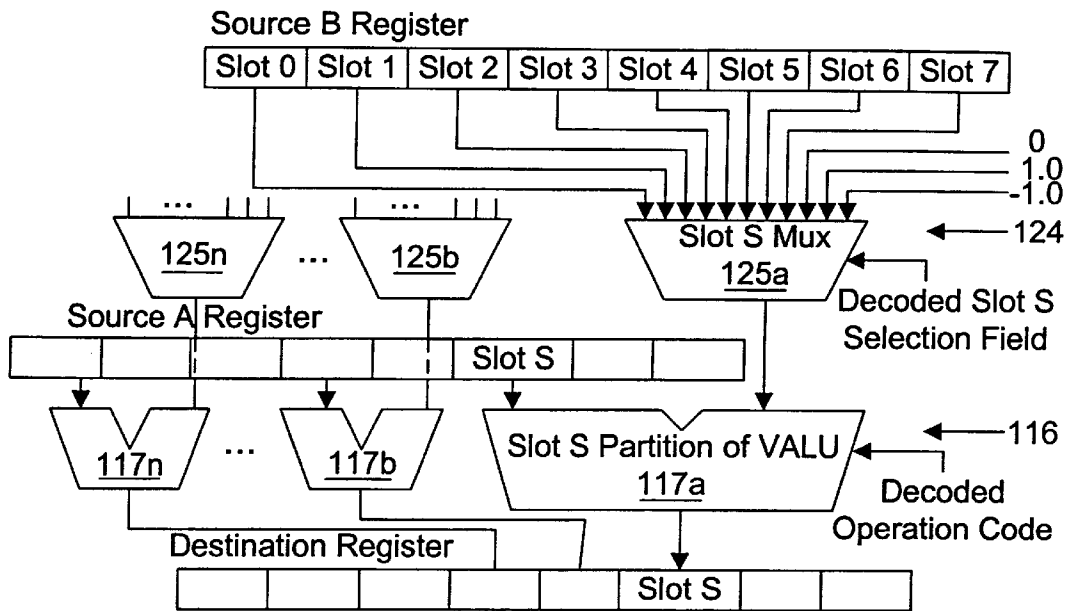 Source B Register
Slot 0 Slot 1 Slot 2 Slot 3 Slot 4 Slot 5 Slot 6 Slot 7
0
1.0
-1.0
... ...
Slot S Mux
124
125n ... 125b 125a
Decoded Slot S
Selection Field
Source A Register
Slot S
Slot S Partition of VALU
116
117n ... 117b 117a
Decoded
Operation Code
Destination Register
Slot S